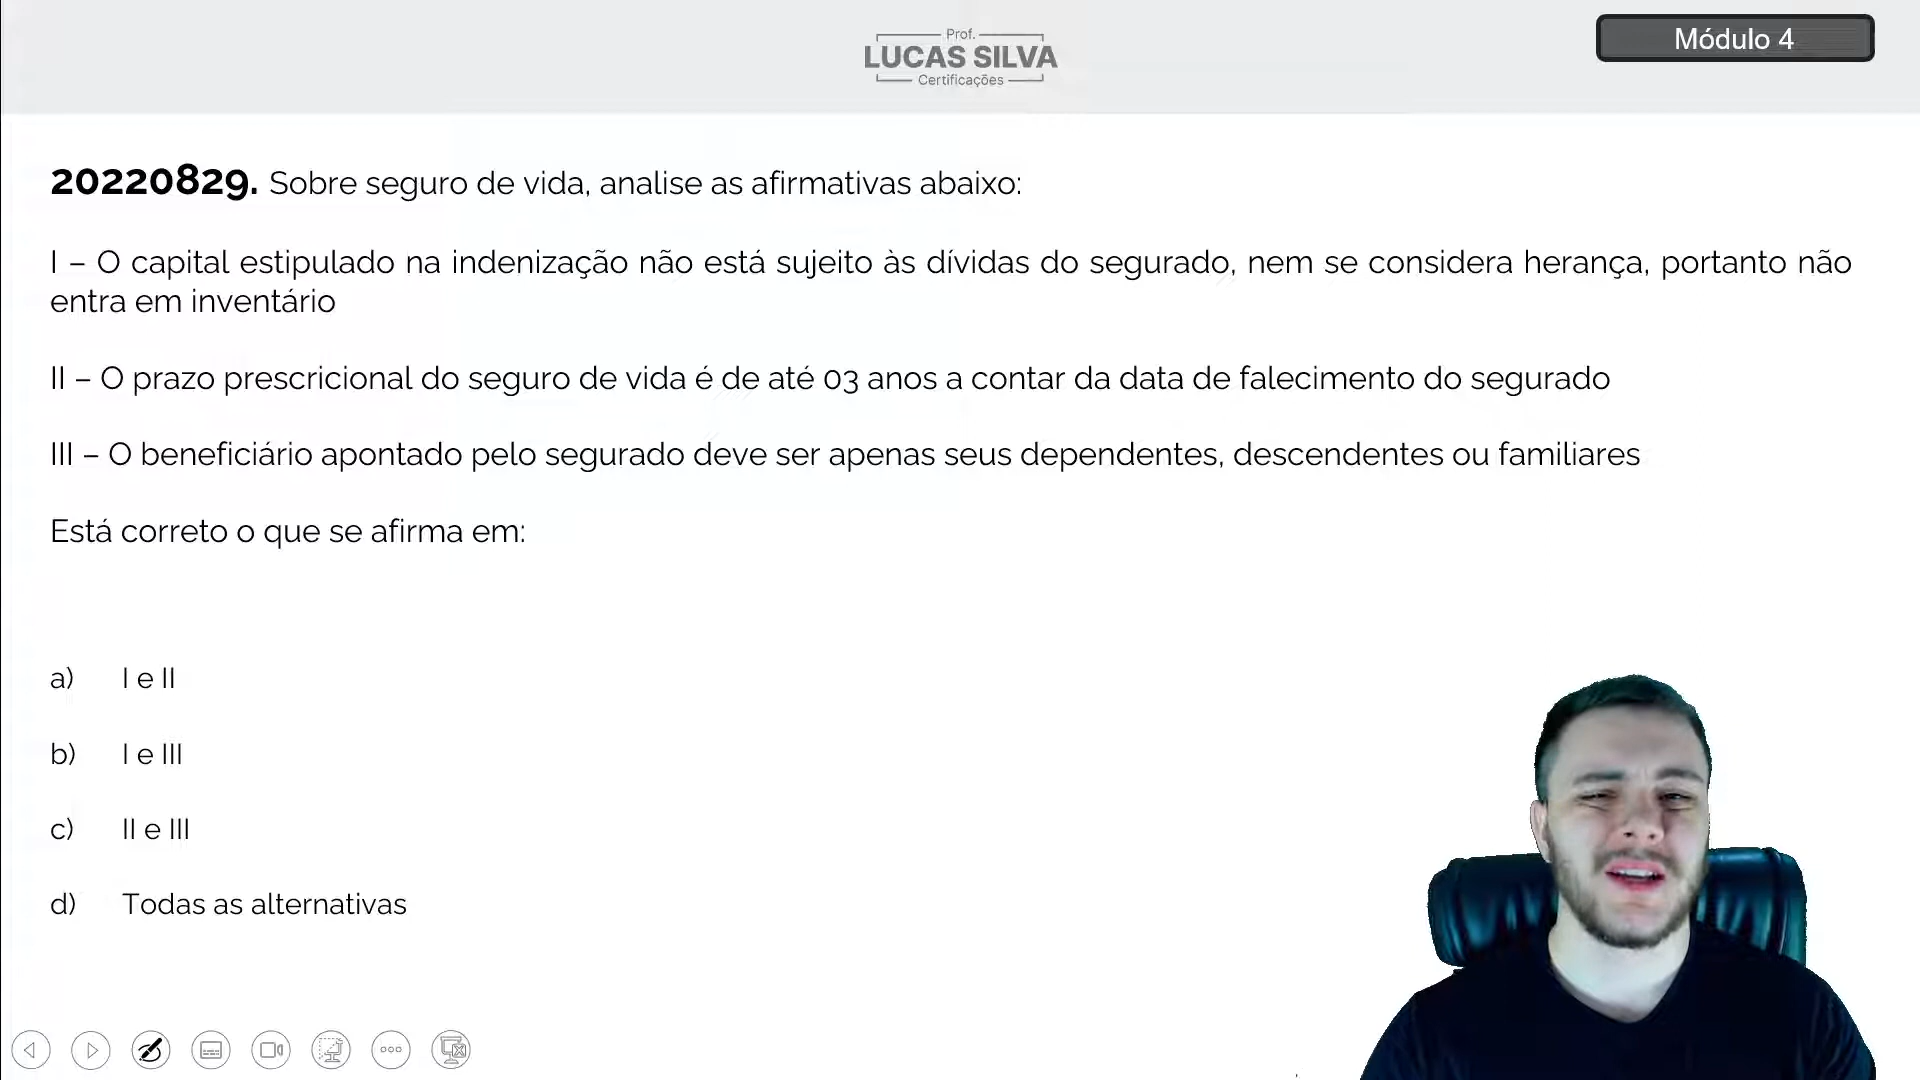 Prof.
LUCAS SILVA
Certificações
Módulo 4
20220829. Sobre seguro de vida, analise as afirmativas abaixo:
I – O capital estipulado na indenização não está sujeito às dívidas do segurado, nem se considera herança, portanto não
entra em inventário
II – O prazo prescricional do seguro de vida é de até 03 anos a contar da data de falecimento do segurado
III – O beneficiário apontado pelo segurado deve ser apenas seus dependentes, descendentes ou familiares
Está correto o que se afirma em:
a) I e II
b) I e III
c) II e III
d) Todas as alternativas